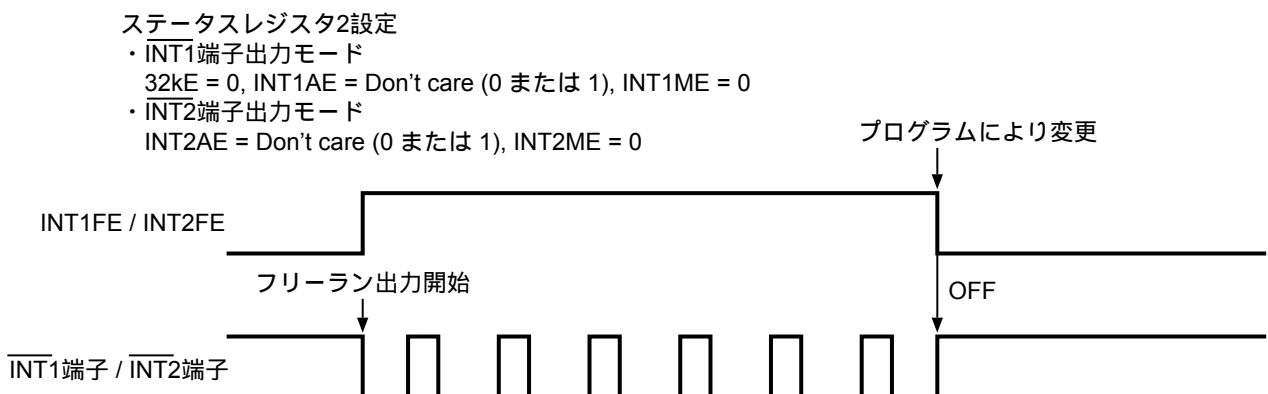 ステータスレジスタ2設定
・INT1端子出力モード
32kE = 0, INT1AE = Don't care (0 または 1), INT1ME = 0
・INT2端子出力モード
INT2AE = Don't care (0 または 1), INT2ME = 0
プログラムにより変更
INT1FE / INT2FE
フリーラン出力開始
OFF
INT1端子 / INT2端子